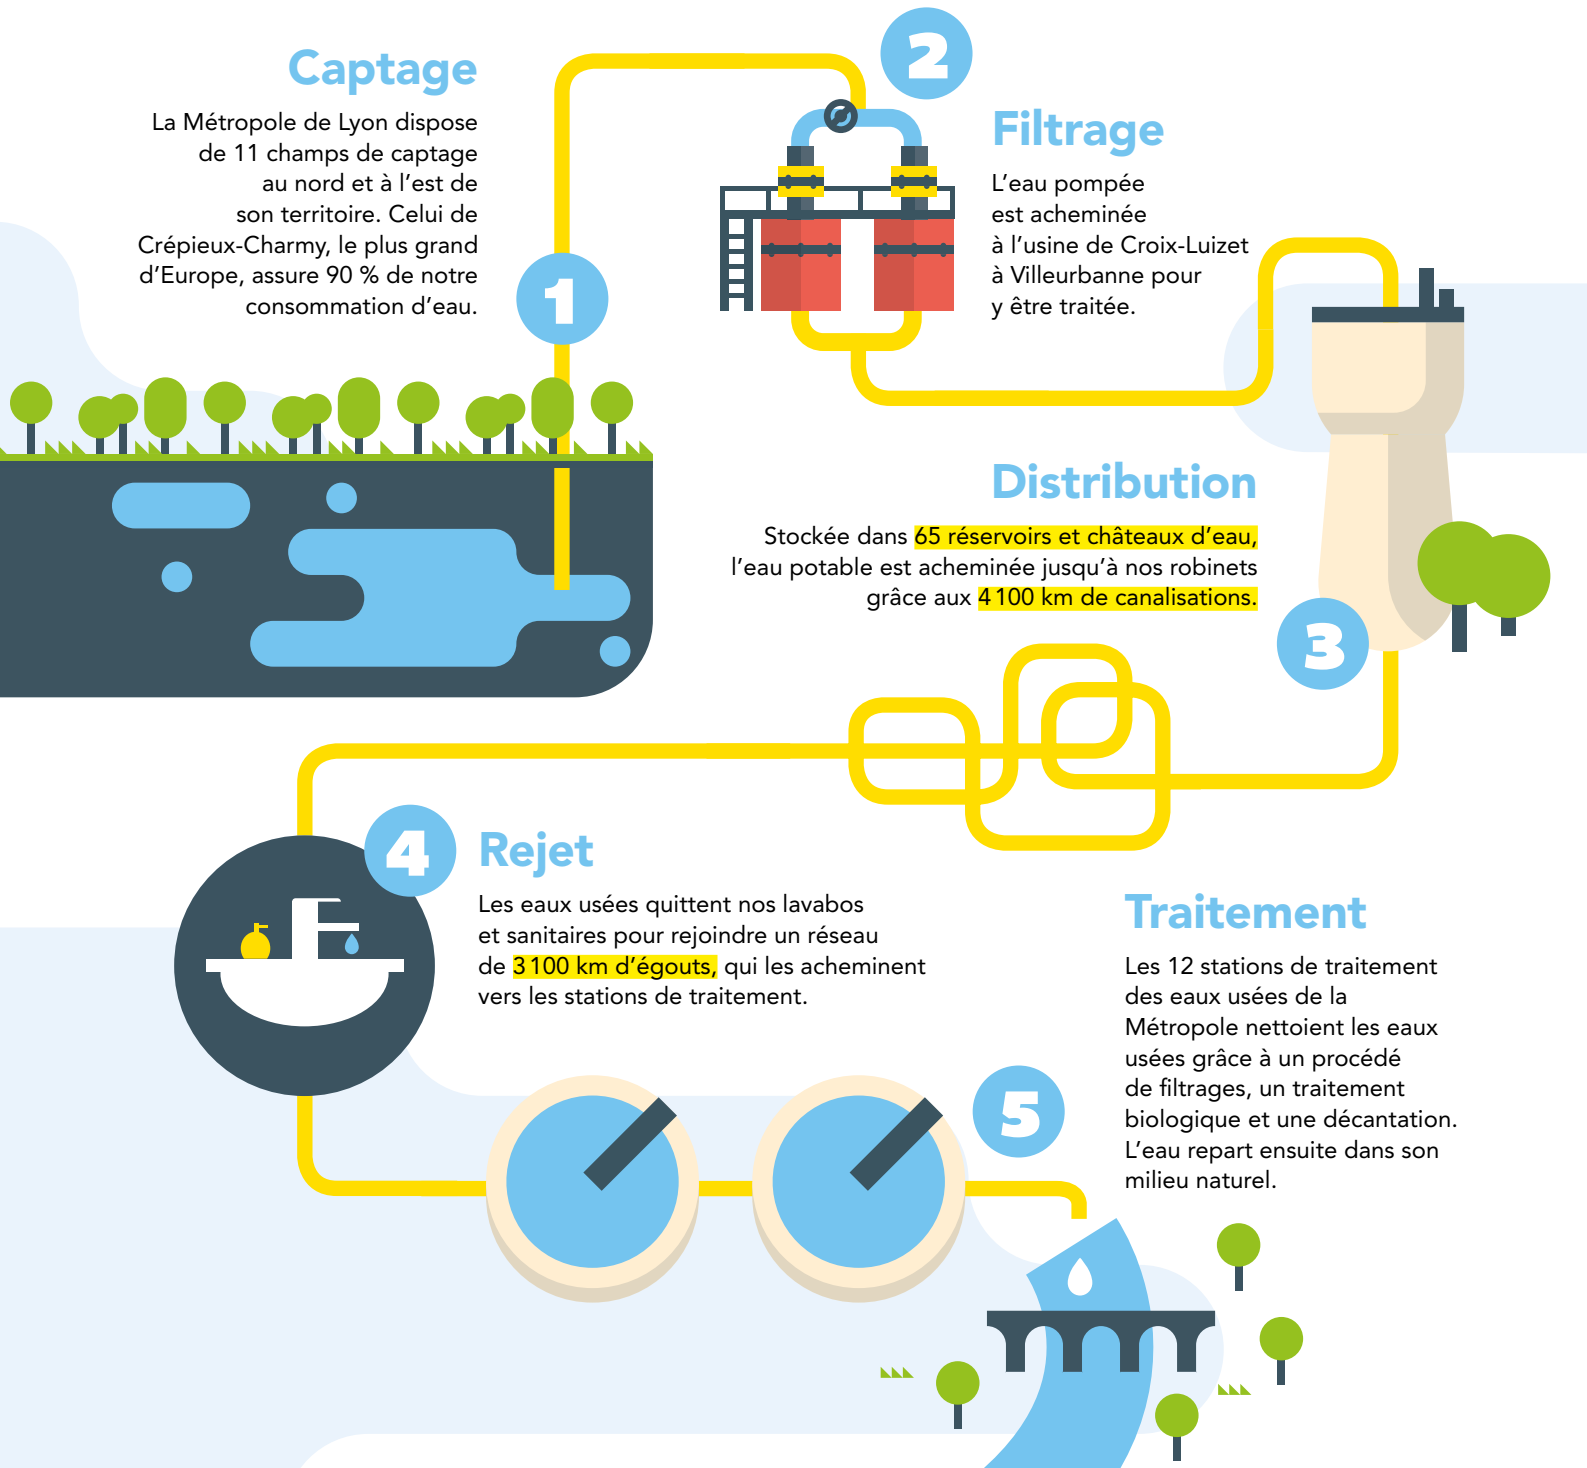 Captage
La Métropole de Lyon dispose
de 11 champs de captage
au nord et à l’est de
son territoire. Celui de
Crépieux-Charmy, le plus grand
d’Europe, assure 90 % de notre
consommation d’eau.
1
2
Filtrage
L’eau pompée
est acheminée
à l’usine de Croix-Luizet
à Villeurbanne pour
y être traitée.
Distribution
Stockée dans 65 réservoirs et châteaux d’eau,
l’eau potable est acheminée jusqu’à nos robinets
grâce aux 4 100 km de canalisations.
3
4
Rejet
Les eaux usées quittent nos lavabos
et sanitaires pour rejoindre un réseau
de 3 100 km d’égouts, qui les acheminent
vers les stations de traitement.
5
Traitement
Les 12 stations de traitement
des eaux usées de la
Métropole nettoient les eaux
usées grâce à un procédé
de filtrages, un traitement
biologique et une décantation.
L’eau repart ensuite dans son
milieu naturel.